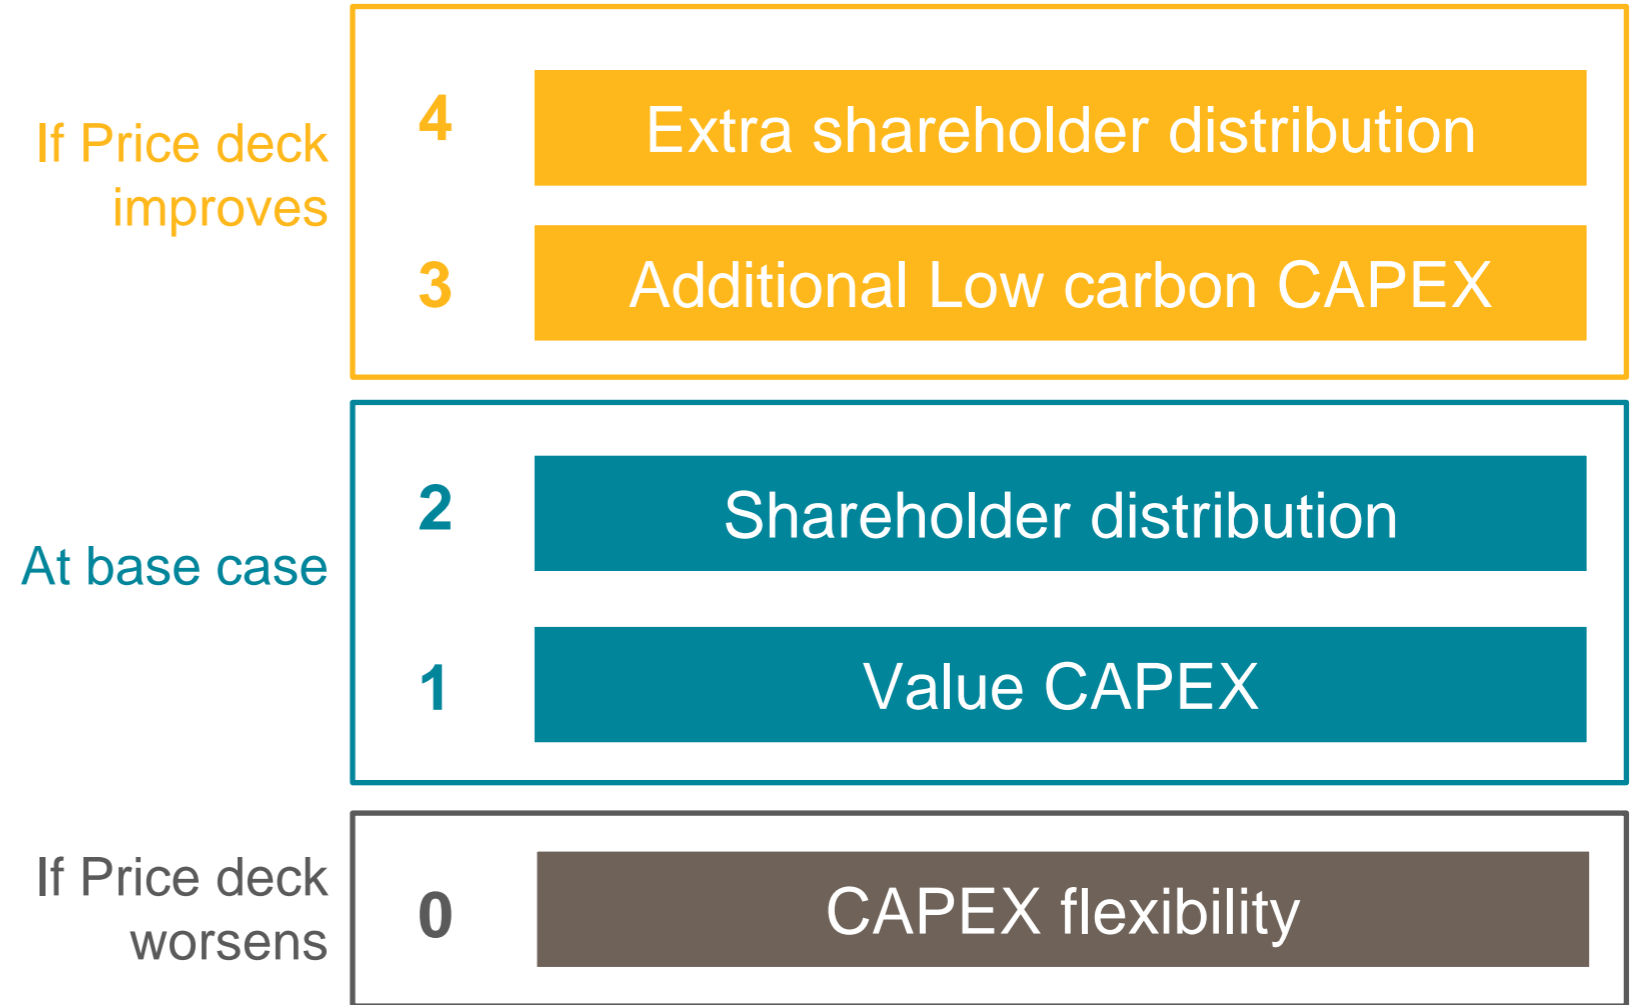 If Price deck
improves
4
Extra shareholder distribution
3
Additional Low carbon CAPEX
At base case
2
Shareholder distribution
1
Value CAPEX
If Price deck
worsens
0
CAPEX flexibility